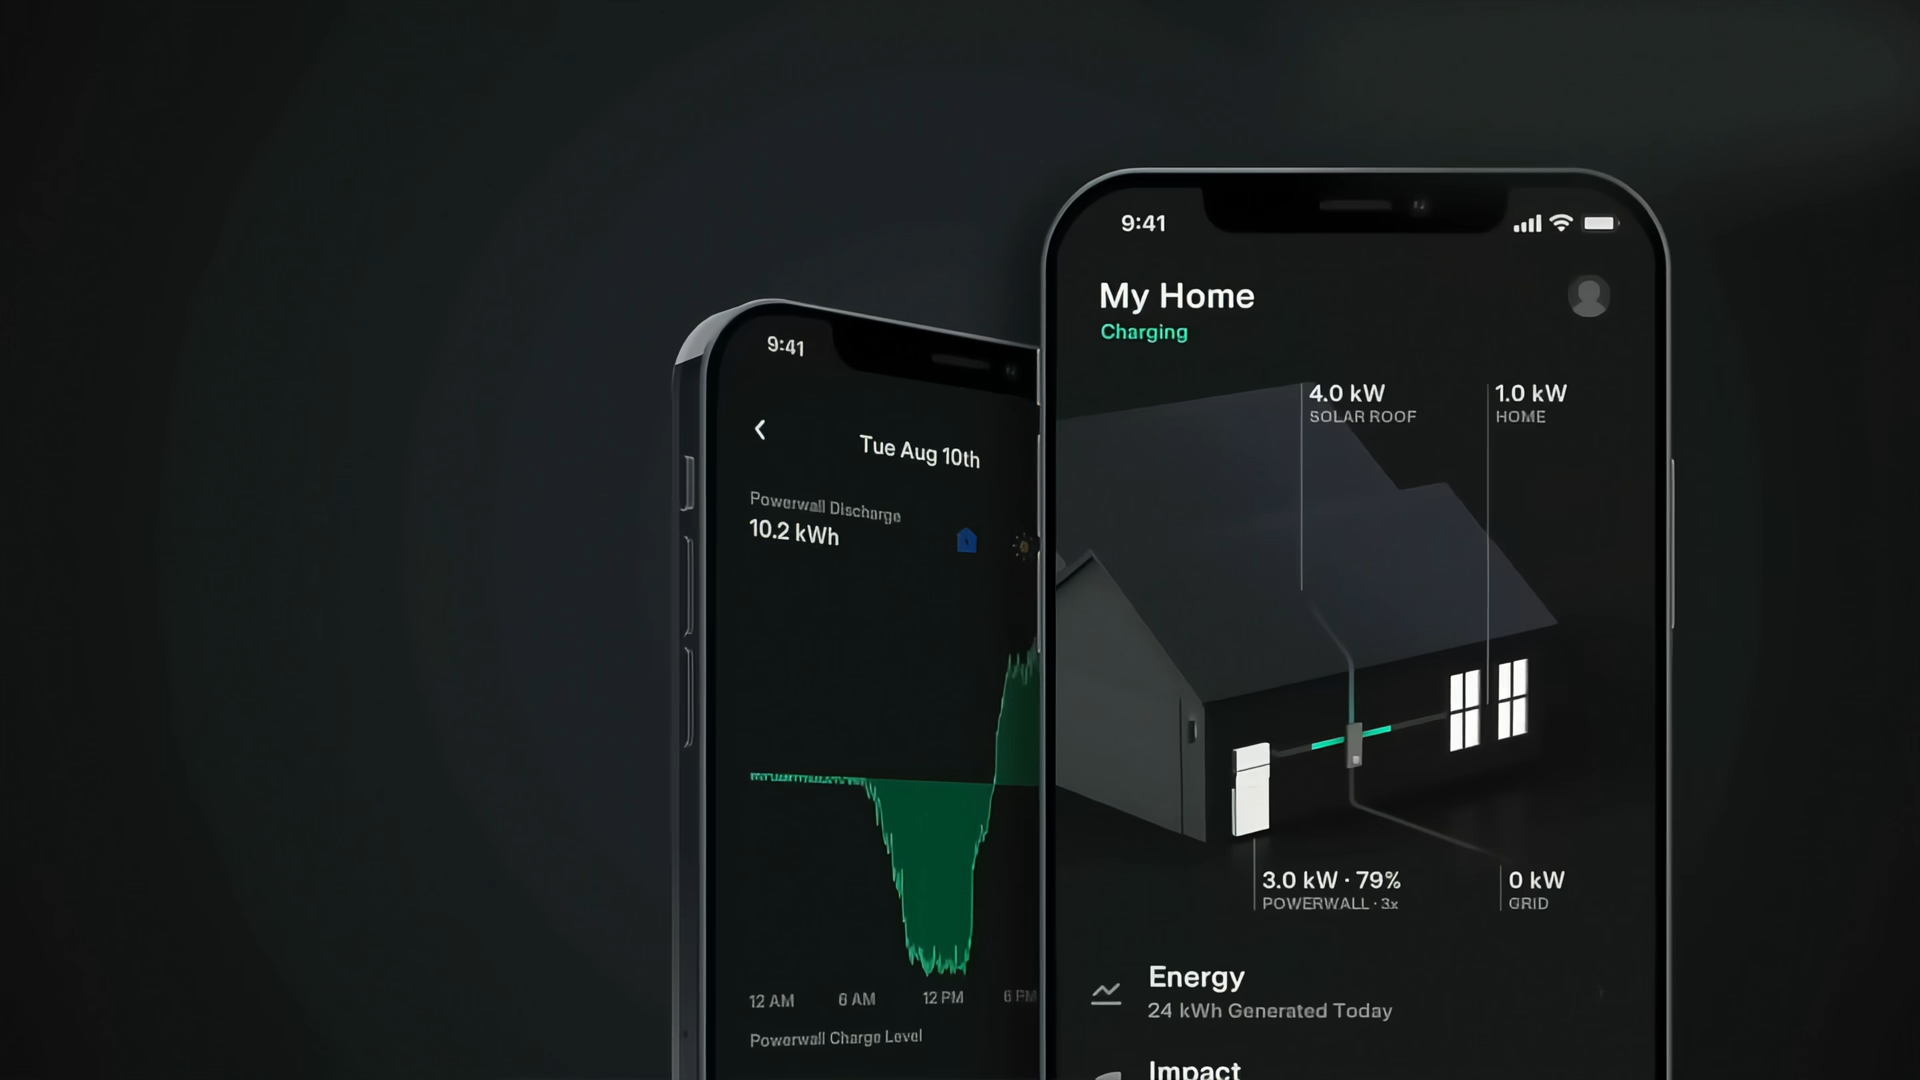 9:41
Tue Aug 10th
Powerwall Discharge
10.2 kWh
12 AM
6 AM
12 PM
6 PM
Powerwall Charge Level
9:41
My Home
Charging
4.0 kW
SOLAR ROOF
1.0 kW
HOME
3.0 kW · 79%
POWERWALL · 3x
0 kW
GRID
Energy
24 kWh Generated Today
Impact